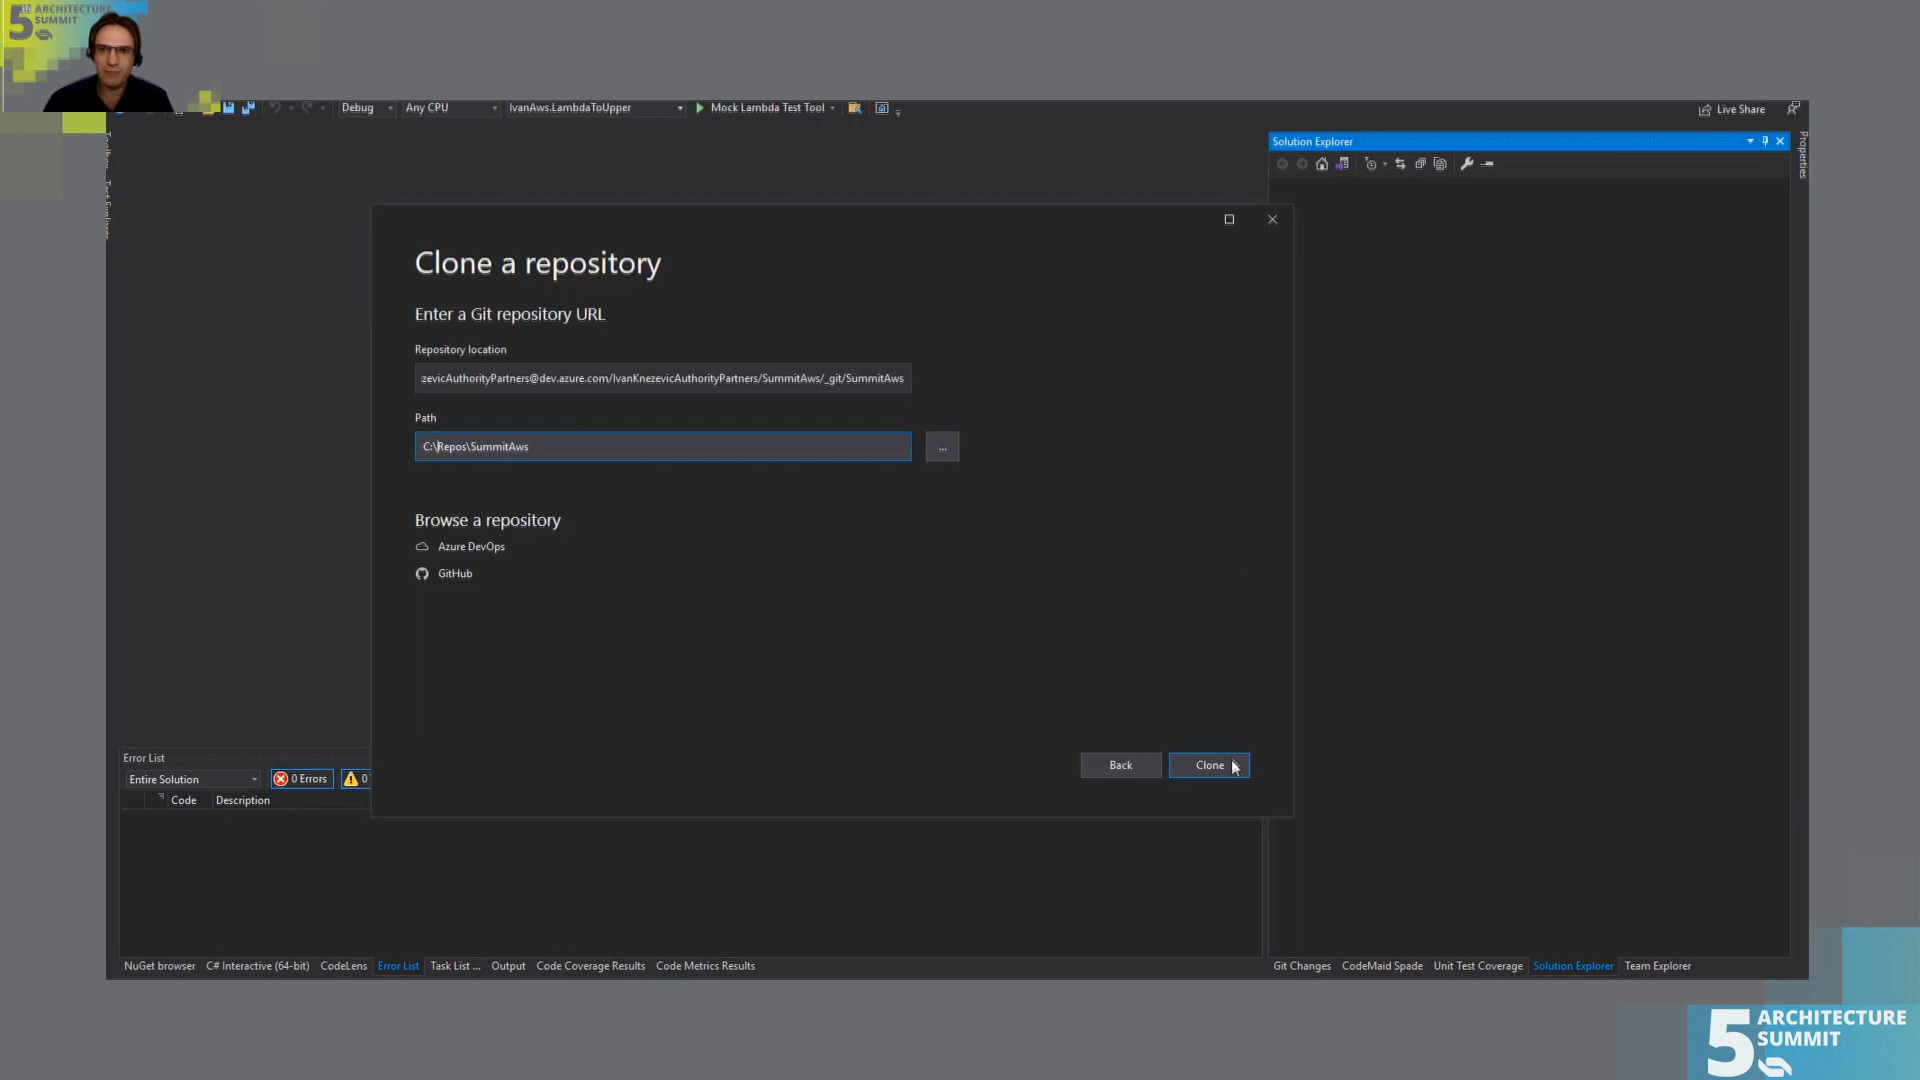 5TH ARCHITECTURE
SUMMIT
Debug
Any CPU
IvanAws.LambdaToUpper
Mock Lambda Test Tool
Live Share
Solution Explorer
Properties
Clone a repository
Enter a Git repository URL
Repository location
zevicAuthorityPartners@dev.azure.com/IvanKnezevicAuthorityPartners/SummitAws/_git/SummitAws
Path
C:\Repos\SummitAws
...
Browse a repository
Azure DevOps
GitHub
Back
Clone
Error List
Entire Solution
0 Errors
0
Code
Description
NuGet browser
C# Interactive (64-bit)
CodeLens
Error List
Task List ...
Output
Code Coverage Results
Code Metrics Results
Git Changes
CodeMaid Spade
Unit Test Coverage
Solution Explorer
Team Explorer
5 ARCHITECTURE
SUMMIT